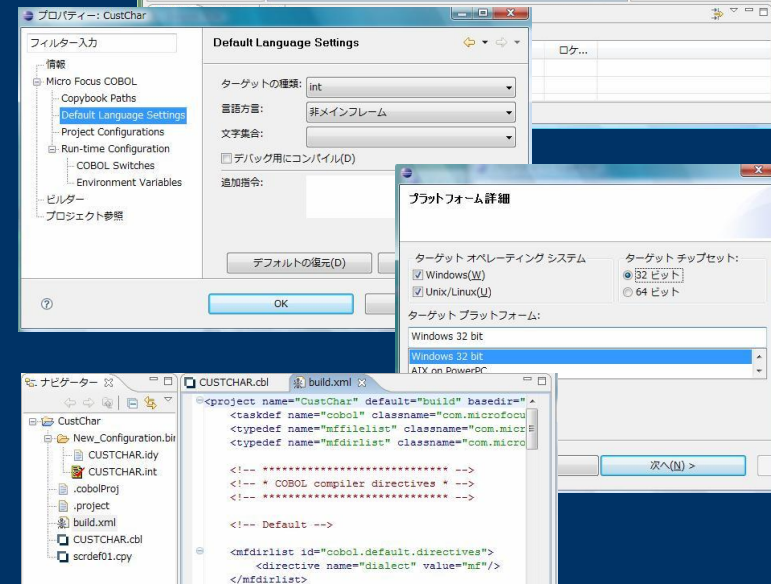 プロパティー: CustChar
フィルター入力
情報
Micro Focus COBOL
Copybook Paths
Default Language Settings
Project Configurations
Run-time Configuration
COBOL Switches
Environment Variables
ビルダー
プロジェクト参照
Default Language Settings
ターゲットの種類: int
言語方言: 非メインフレーム
文字集合:
デバッグ用にコンパイル(D)
追加指令:
デフォルトの復元(D)
OK
ロケ...
プラットフォーム詳細
ターゲット オペレーティング システム
Windows(W)
Unix/Linux(U)
ターゲット チップセット:
32 ビット
64 ビット
ターゲット プラットフォーム:
Windows 32 bit
Windows 32 bit
AIX on PowerPC
次へ(N) >
ナビゲーター
CustChar
New_Configuration.bin
CUSTCHAR.idy
CUSTCHAR.int
.cobolProj
.project
build.xml
CUSTCHAR.cbl
scrdef01.cpy
CUSTCHAR.cbl
build.xml
<project name="CustChar" default="build" basedir="
<taskdef name="cobol" classname="com.microfocu
<typedef name="mffilelist" classname="com.micr
<typedef name="mfdirlist" classname="com.micro
<!-- **************************** -->
<!-- * COBOL compiler directives * -->
<!-- **************************** -->
<!-- Default -->
<mfdirlist id="cobol.default.directives">
<directive name="dialect" value="mf"/>
</mfdirlist>